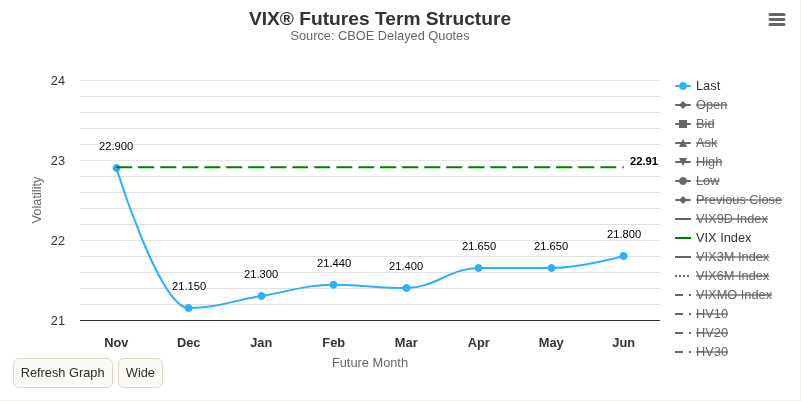 VIX® Futures Term Structure
Source: CBOE Delayed Quotes
24
23
22
21
Volatility
22.900
21.150
21.300
21.440
21.400
21.650
21.650
21.800
22.91
Nov
Dec
Jan
Feb
Mar
Apr
May
Jun
Future Month
Last
Open
Bid
Ask
High
Low
Previous Close
VIX9D Index
VIX Index
VIX3M Index
VIX6M Index
VIXMO Index
HV10
HV20
HV30
Refresh Graph
Wide